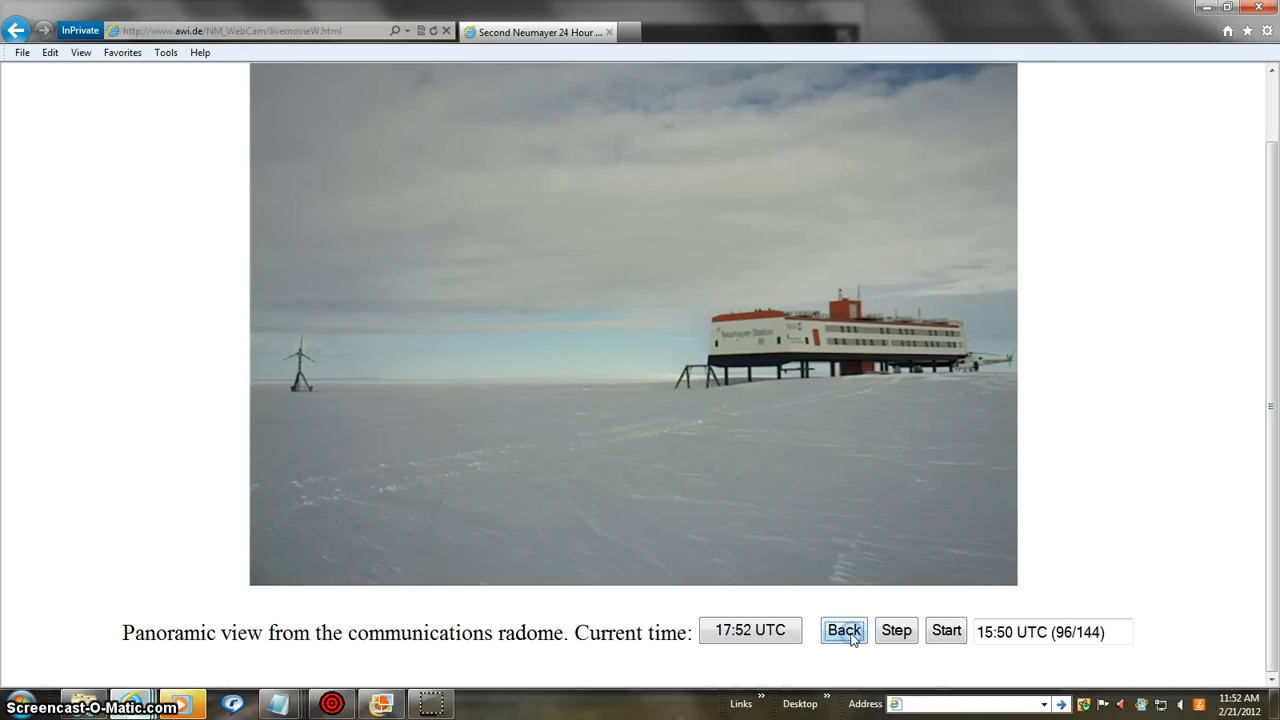 InPrivate
http://www.awi.de/NM_WebCam/livemovieW.html
Second Neumayer 24 Hour ...
File Edit View Favorites Tools Help
Neumayer-Station
Panoramic view from the communications radome. Current time: 17:52 UTC Back Step Start 15:50 UTC (96/144)
Links Desktop Address
11:52 AM
2/21/2012
Screencast-O-Matic.com